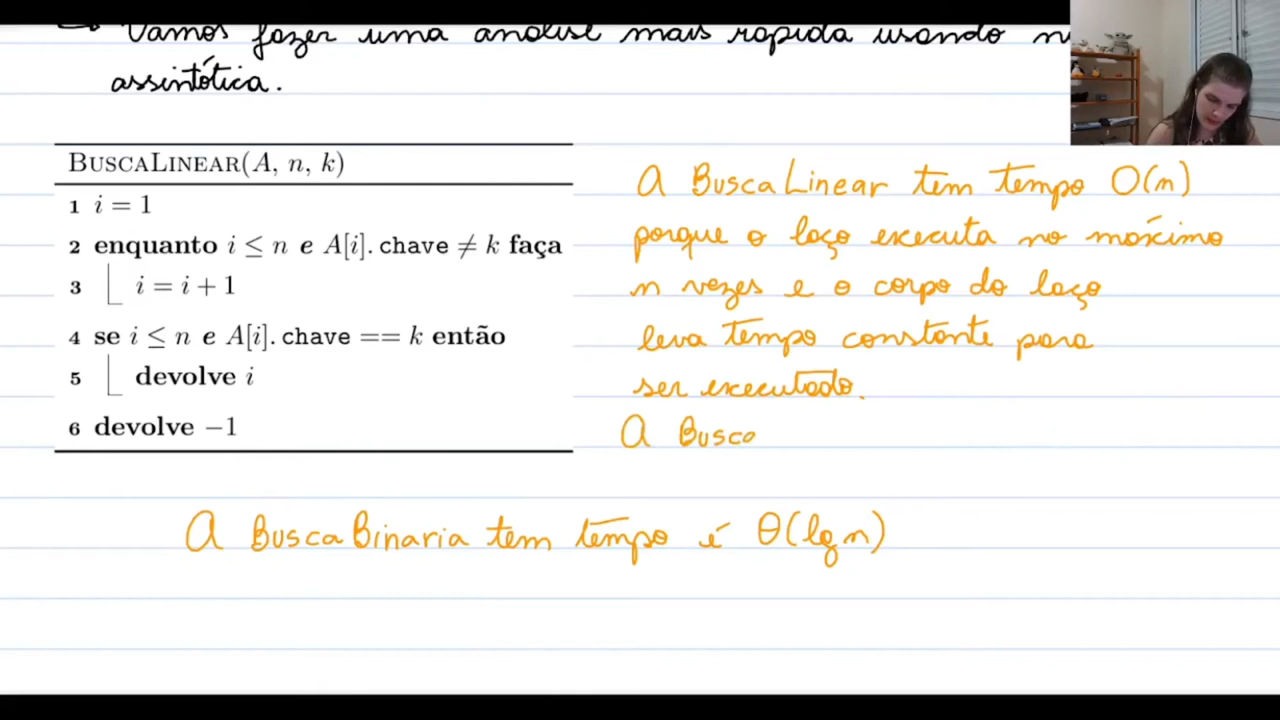 Vamos fazer uma análise mais rápida usando
assintótica.
BUSCALINEAR(A, n, k)
1 i = 1
2 enquanto i ≤ n e A[i].chave ≠ k faça
3 i = i + 1
4 se i ≤ n e A[i].chave == k então
5 devolve i
6 devolve −1
A BuscaLinear tem tempo O(n)
porque o laço executa no máximo
n vezes e o corpo do laço
leva tempo constante para
ser executado.
A Busca
A BuscaBinaria tem tempo é Θ(lg n)